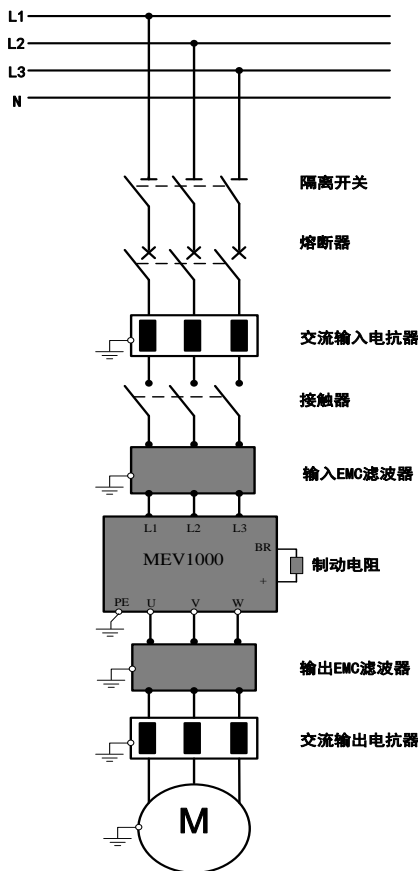 L1
L2
L3
N
隔离开关
熔断器
交流输入电抗器
接触器
输入EMC滤波器
L1 L2 L3
MEV1000
BR
+
制动电阻
PE U V W
输出EMC滤波器
交流输出电抗器
M